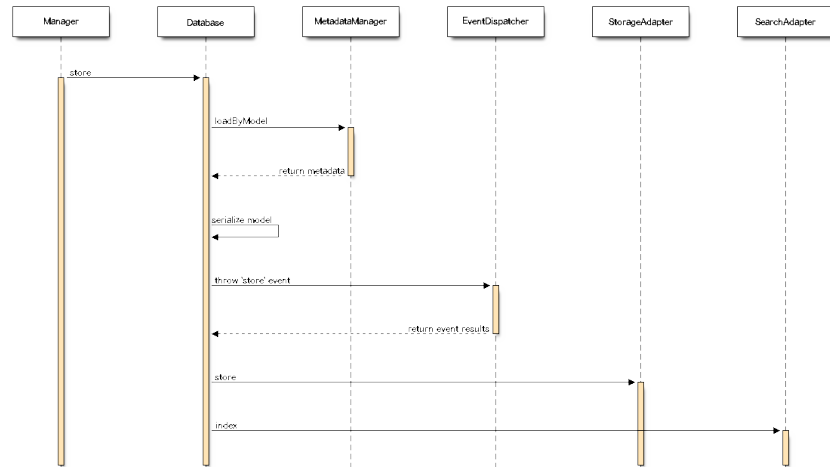 Manager
Database
MetadataManager
EventDispatcher
StorageAdapter
SearchAdapter
store
loadByModel
return metadata
serialize model
throw 'store' event
return event results
store
index